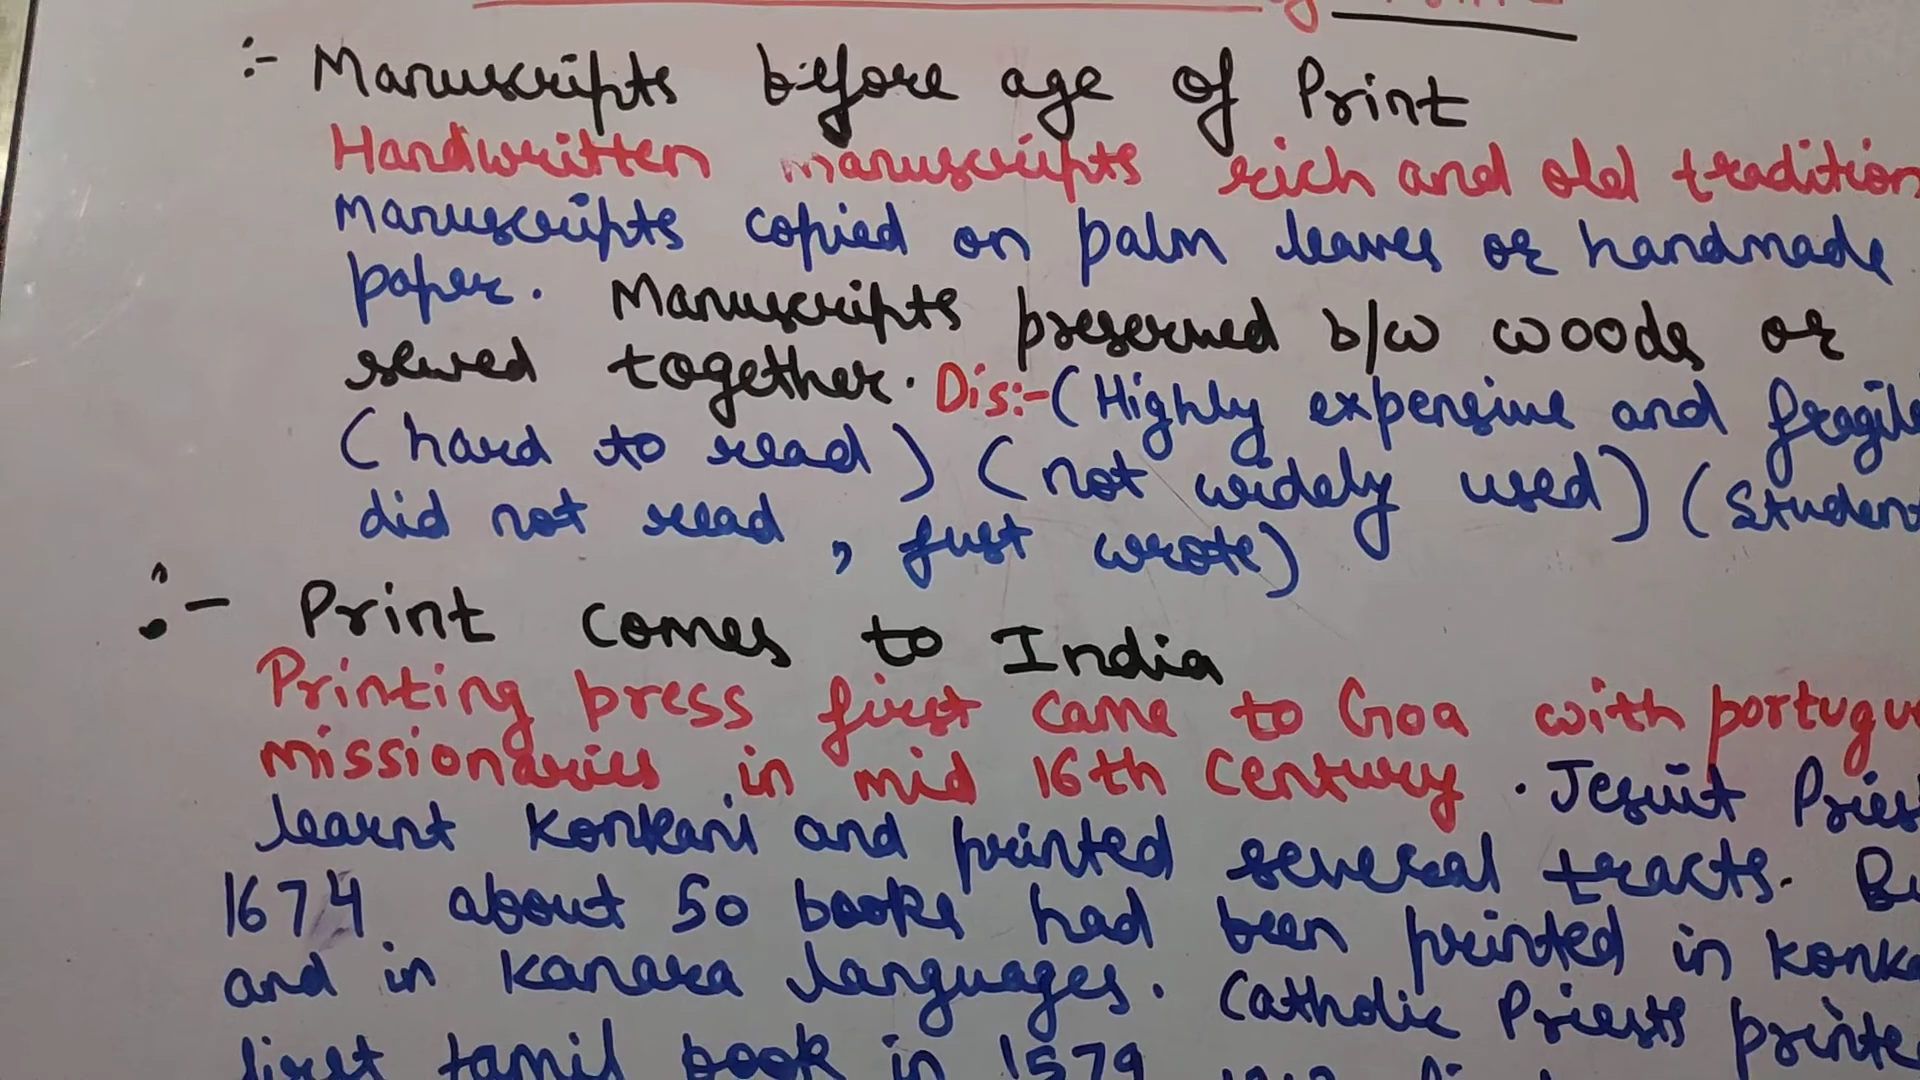 :- Manuscripts before age of Print
Handwritten manuscripts rich and old tradition
Manuscripts copied on palm leaves or handmade
paper. Manuscripts preserved b/w woods or
sewed together. Dis:- (Highly expensive and fragile
(hard to read) (not widely used) (Student
did not read, just wrote)
:- Print comes to India
Printing press first came to Goa with portugu
missionaries in mid 16th Century. Jesuit Pries
learnt Konkani and printed several tracts. B
1674 about 50 books had been printed in konka
and in Kanara languages. Catholic Priests printe
first tamil book in 1579